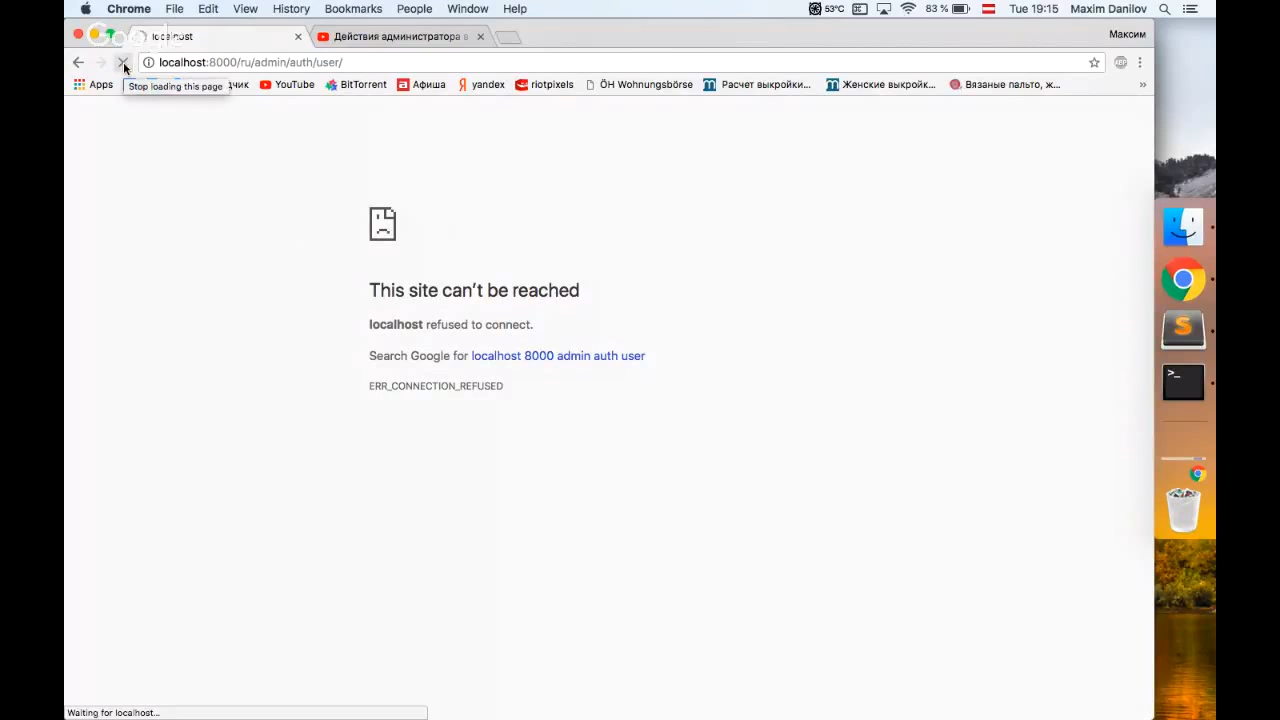 Chrome File Edit View History Bookmarks People Window Help 53°C 83 % Tue 19:15 Maxim Danilov
Google
localhost
Действия администратора в
Максим
localhost:8000/ru/admin/auth/user/
Apps
дчик YouTube BitTorrent Афиша yandex riotpixels ÖH Wohnungsbörse Расчет выкройки... Женские выкройк... Вязаные пальто, ж... »
Stop loading this page
This site can't be reached
localhost refused to connect.
Search Google for localhost 8000 admin auth user
ERR_CONNECTION_REFUSED
Waiting for localhost...